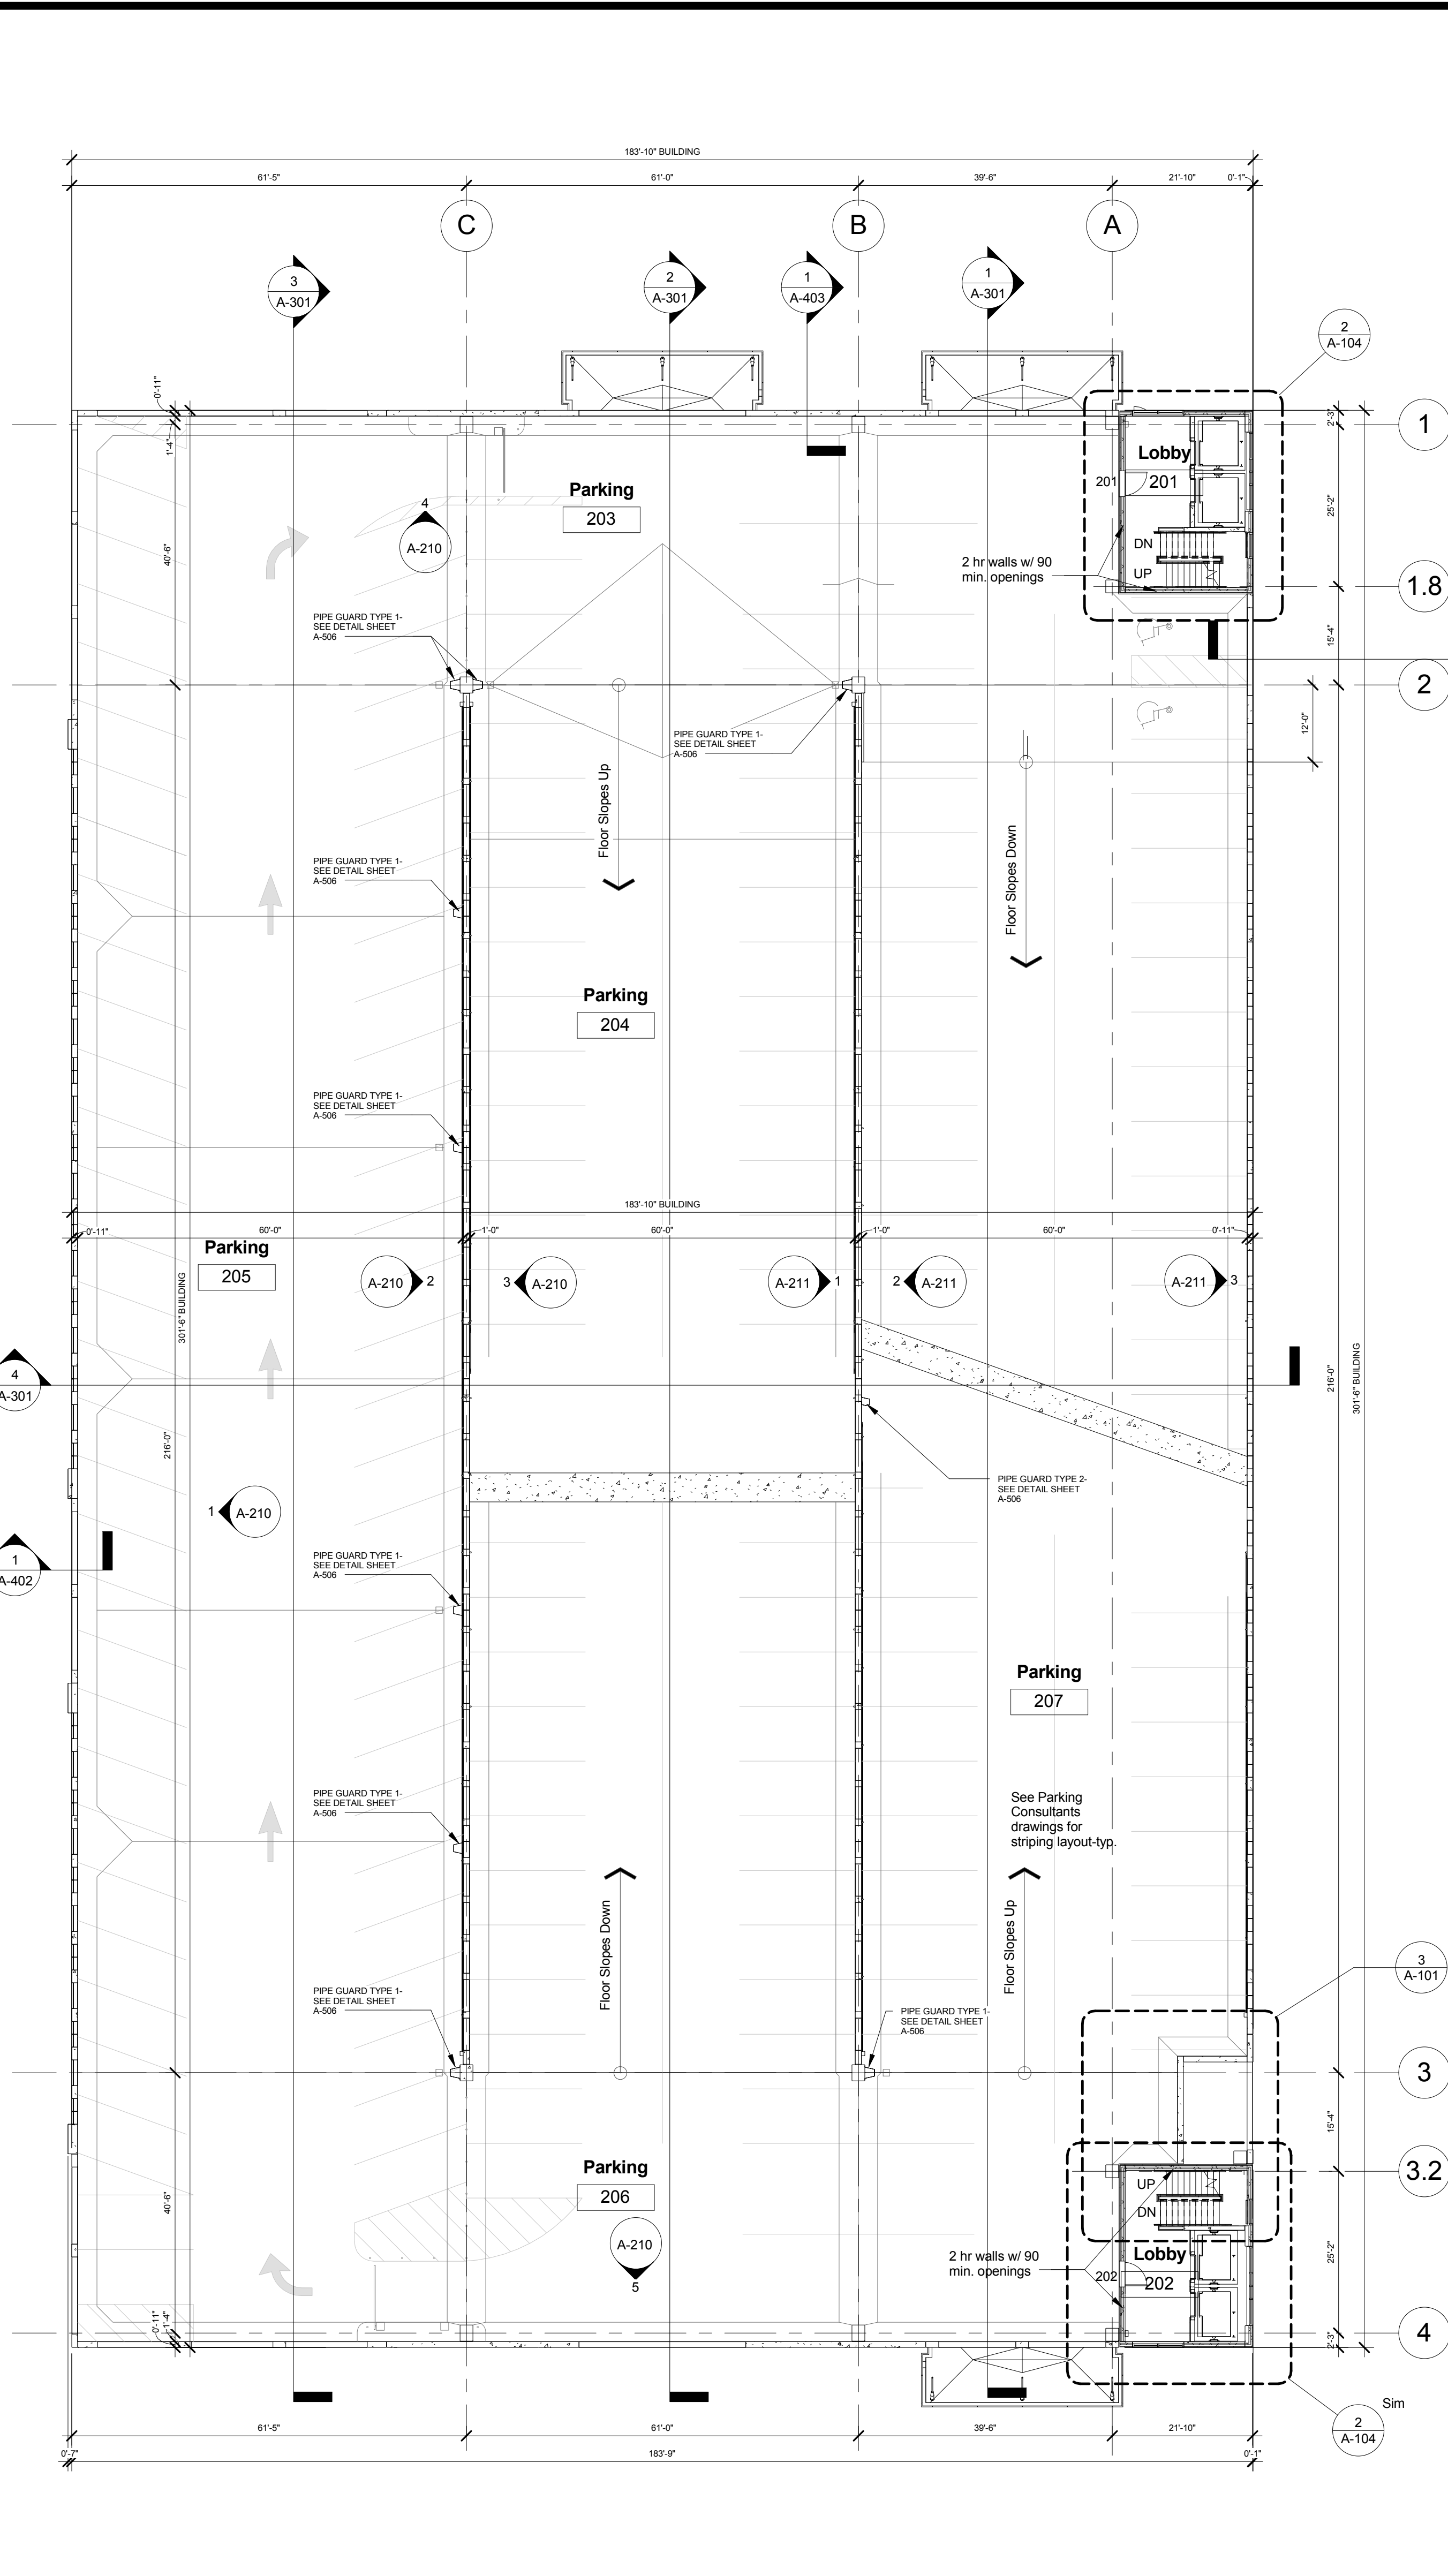 183'-10" BUILDING
61'-5"
61'-0"
39'-6"
21'-10"
0'-1"
C
B
A
3
A-301
2
A-301
1
A-403
1
A-301
2
A-104
0'-11"
1'-4"
40'-6"
2'-3"
1
25'-2"
1.8
15'-4"
2
12'-0"
Lobby
201
201
DN
UP
2 hr walls w/ 90
min. openings
Parking
203
4
A-210
PIPE GUARD TYPE 1-
SEE DETAIL SHEET
A-506
PIPE GUARD TYPE 1-
SEE DETAIL SHEET
A-506
Floor Slopes Up
Floor Slopes Down
PIPE GUARD TYPE 1-
SEE DETAIL SHEET
A-506
Parking
204
PIPE GUARD TYPE 1-
SEE DETAIL SHEET
A-506
183'-10" BUILDING
0'-11"
60'-0"
1'-0"
60'-0"
1'-0"
60'-0"
0'-11"
Parking
205
A-210
2
3
A-210
A-211
1
2
A-211
A-211
3
301'-6" BUILDING
4
A-301
216'-0"
216'-0"
301'-6" BUILDING
1
A-210
1
A-402
PIPE GUARD TYPE 2-
SEE DETAIL SHEET
A-506
PIPE GUARD TYPE 1-
SEE DETAIL SHEET
A-506
Parking
207
See Parking
Consultants
drawings for
striping layout-typ.
PIPE GUARD TYPE 1-
SEE DETAIL SHEET
A-506
Floor Slopes Down
Floor Slopes Up
3
A-101
PIPE GUARD TYPE 1-
SEE DETAIL SHEET
A-506
PIPE GUARD TYPE 1-
SEE DETAIL SHEET
A-506
3
15'-4"
3.2
Parking
206
A-210
5
40'-6"
UP
DN
Lobby
202
202
2 hr walls w/ 90
min. openings
25'-2"
0'-11"
1'-4"
4
2'-3"
Sim
2
A-104
61'-5"
61'-0"
39'-6"
21'-10"
0'-7"
183'-9"
0'-1"